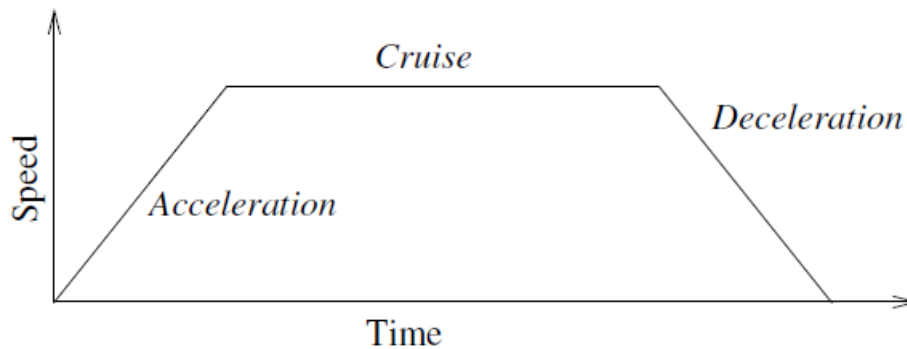 Cruise
Deceleration
Speed
Acceleration
Time